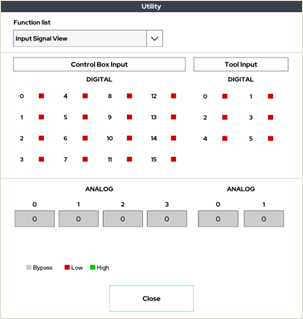 Utility
Function list
Input Signal View
Control Box Input Tool Input
DIGITAL DIGITAL
0 4 8 12 0 1
1 5 9 13 2 3
2 6 10 14 4 5
3 7 11 15
ANALOG ANALOG
0 1 2 3 0 1
0 0 0 0 0 0
Bypass Low High
Close